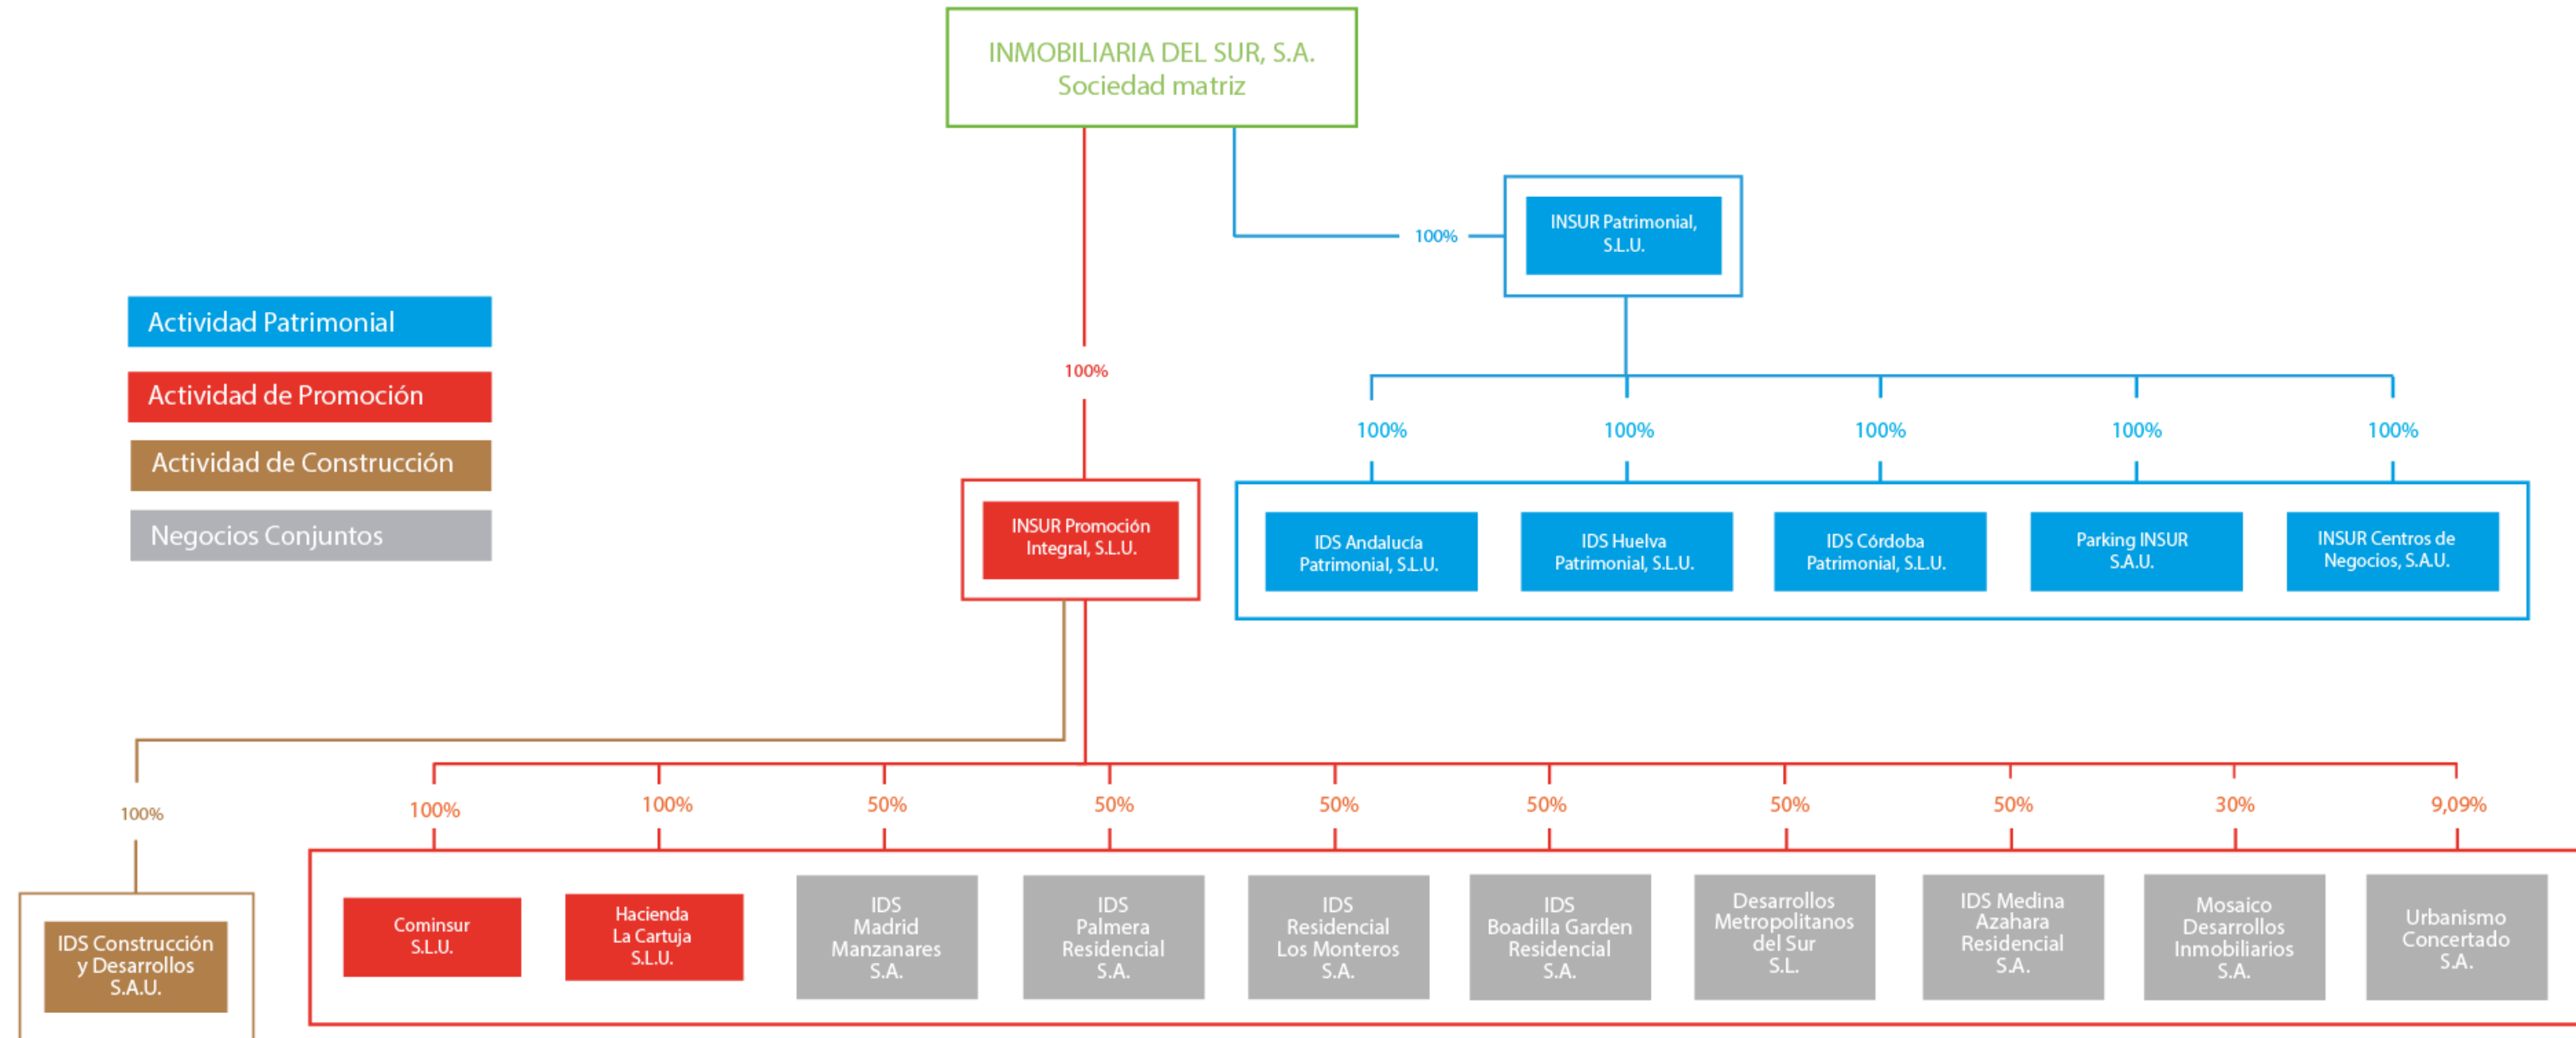 INMOBILIARIA DEL SUR, S.A.
Sociedad matriz
100%
INSUR Patrimonial,
S.L.U.
Actividad Patrimonial
Actividad de Promoción
Actividad de Construcción
Negocios Conjuntos
100%
100%
100%
100%
100%
100%
INSUR Promoción
Integral, S.L.U.
IDS Andalucía
Patrimonial, S.L.U.
IDS Huelva
Patrimonial, S.L.U.
IDS Córdoba
Patrimonial, S.L.U.
Parking INSUR
S.A.U.
INSUR Centros de
Negocios, S.A.U.
100%
100%
100%
50%
50%
50%
50%
50%
50%
30%
9,09%
IDS Construcción
y Desarrollos
S.A.U.
Cominsur
S.L.U.
Hacienda
La Cartuja
S.L.U.
IDS
Madrid
Manzanares
S.A.
IDS
Palmera
Residencial
S.A.
IDS
Residencial
Los Monteros
S.A.
IDS
Boadilla Garden
Residencial
S.A.
Desarrollos
Metropolitanos
del Sur
S.L.
IDS Medina
Azahara
Residencial
S.A.
Mosaico
Desarrollos
Inmobiliarios
S.A.
Urbanismo
Concertado
S.A.